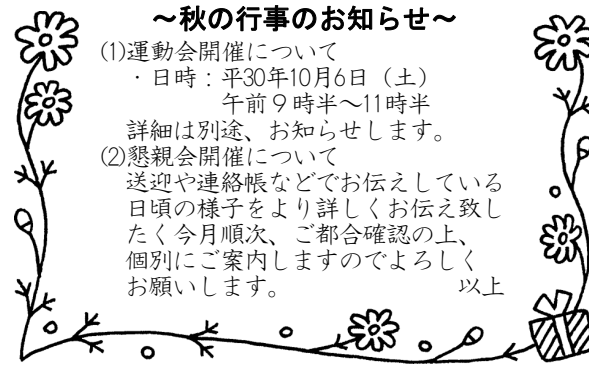 ～秋の行事のお知らせ～
(1)運動会開催について
・日時：平30年10月6日（土）
午前９時半～11時半
詳細は別途、お知らせします。
(2)懇親会開催について
送迎や連絡帳などでお伝えしている
日頃の様子をより詳しくお伝え致し
たく今月順次、ご都合確認の上、
個別にご案内しますのでよろしく
お願いします。 以上